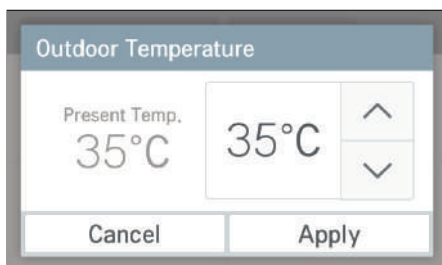 Outdoor Temperature
Present Temp.
35°C
35°C
Cancel
Apply